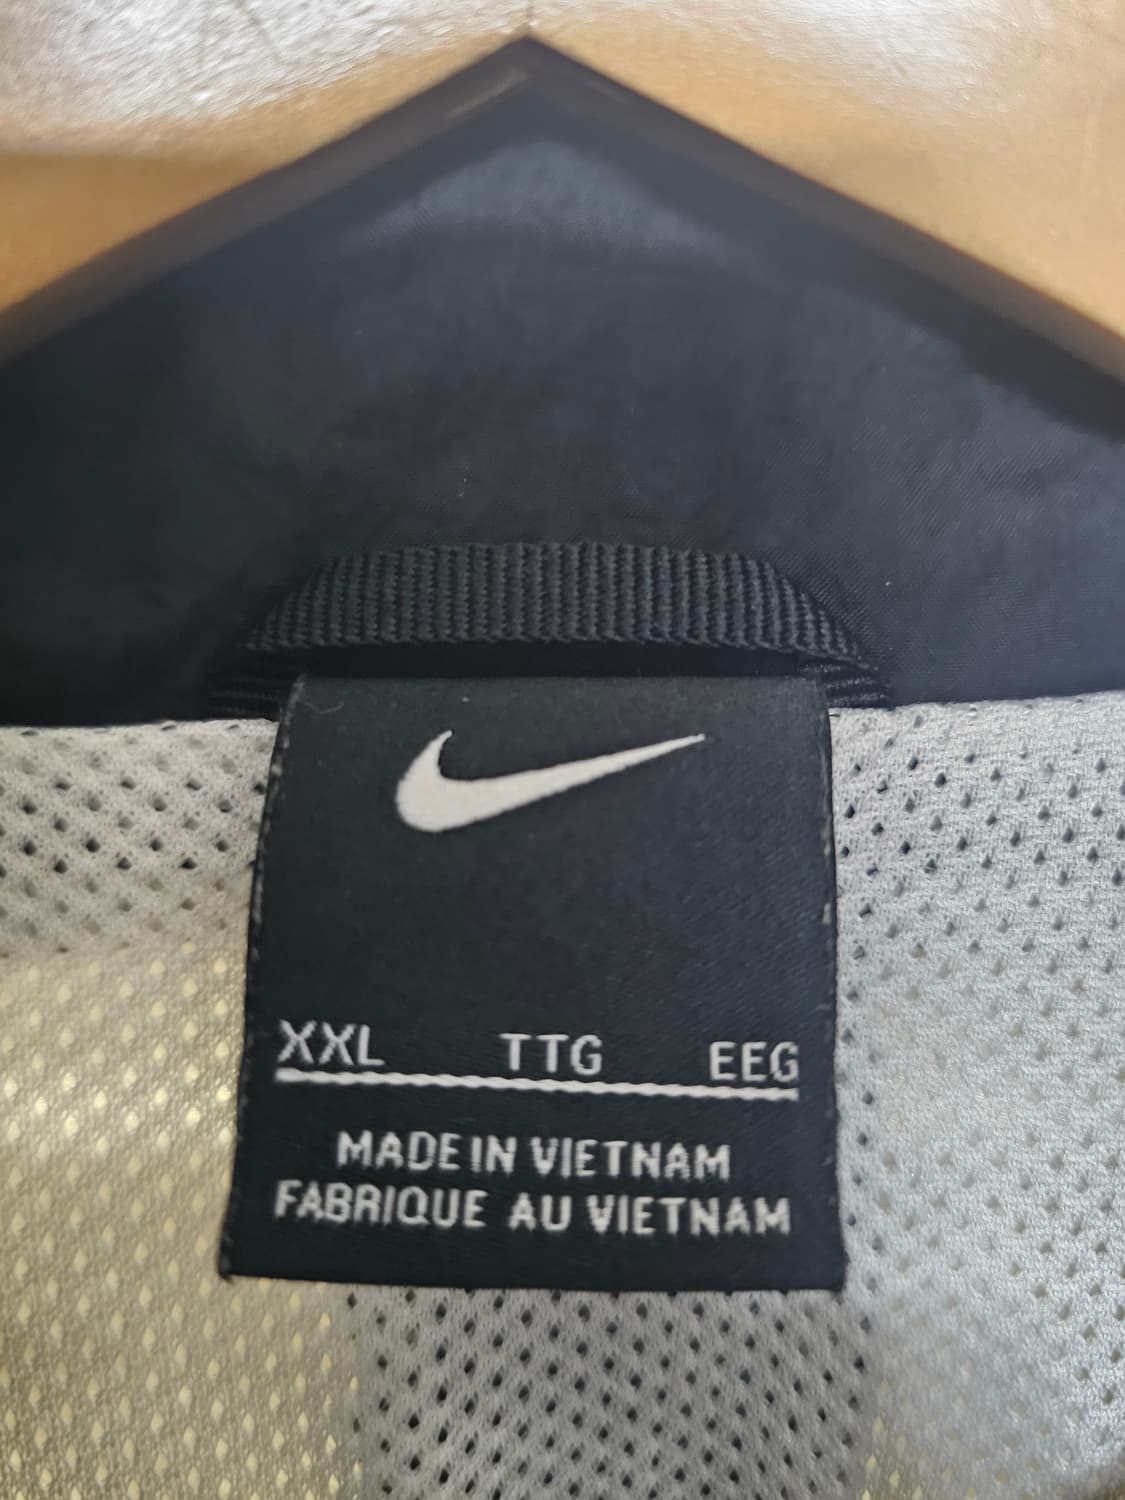 XXL TTG EEG
MADE IN VIETNAM
FABRIQUE AU VIETNAM